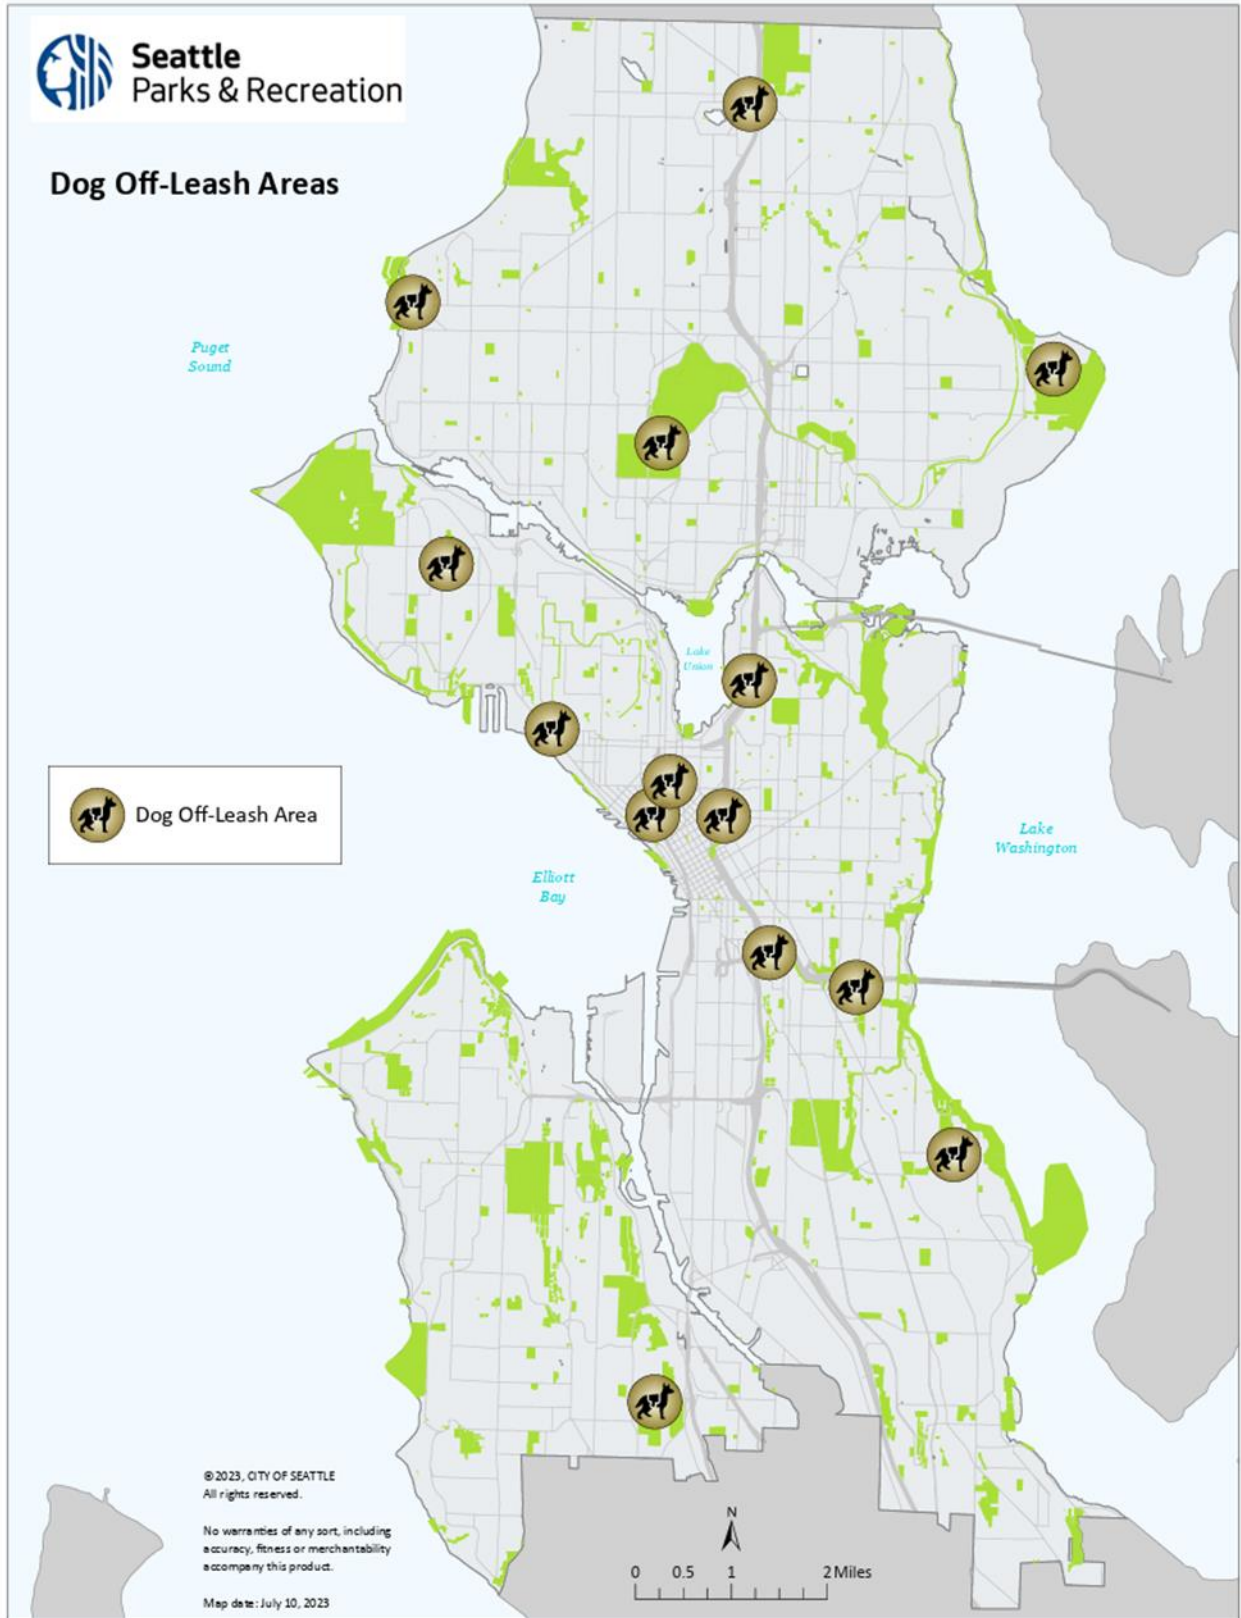 Seattle
Parks & Recreation
Dog Off-Leash Areas
Puget
Sound
Lake
Union
Dog Off-Leash Area
Lake
Washington
Elliott
Bay
©2023, CITY OF SEATTLE
All rights reserved.
No warranties of any sort, including
accuracy, fitness or merchantability
accompany this product.
Map date: July 10, 2023
N
0 0.5 1 2 Miles